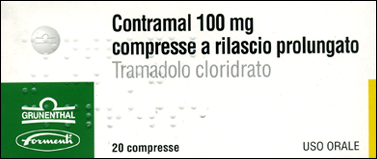 Contramal 100 mg
compresse a rilascio prolungato
Tramadolo cloridrato
GRUNENTHAL
Formenti
20 compresse
USO ORALE